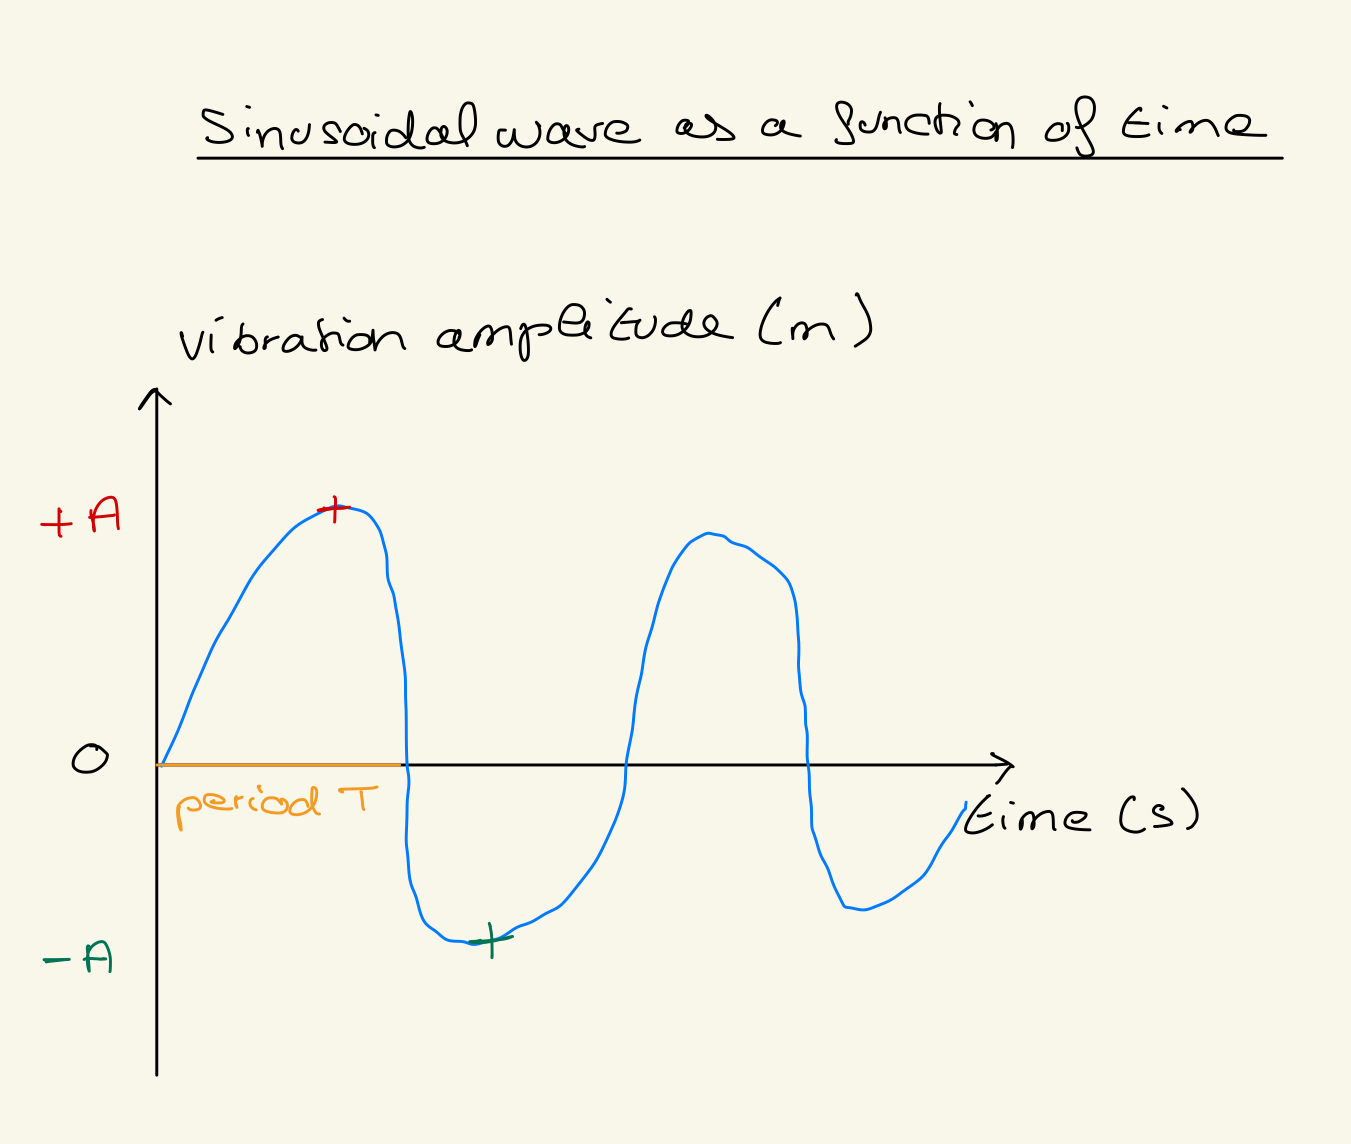 Sinusoidal wave as a function of time
vibration amplitude (m)
+A
0
period T
time (s)
-A